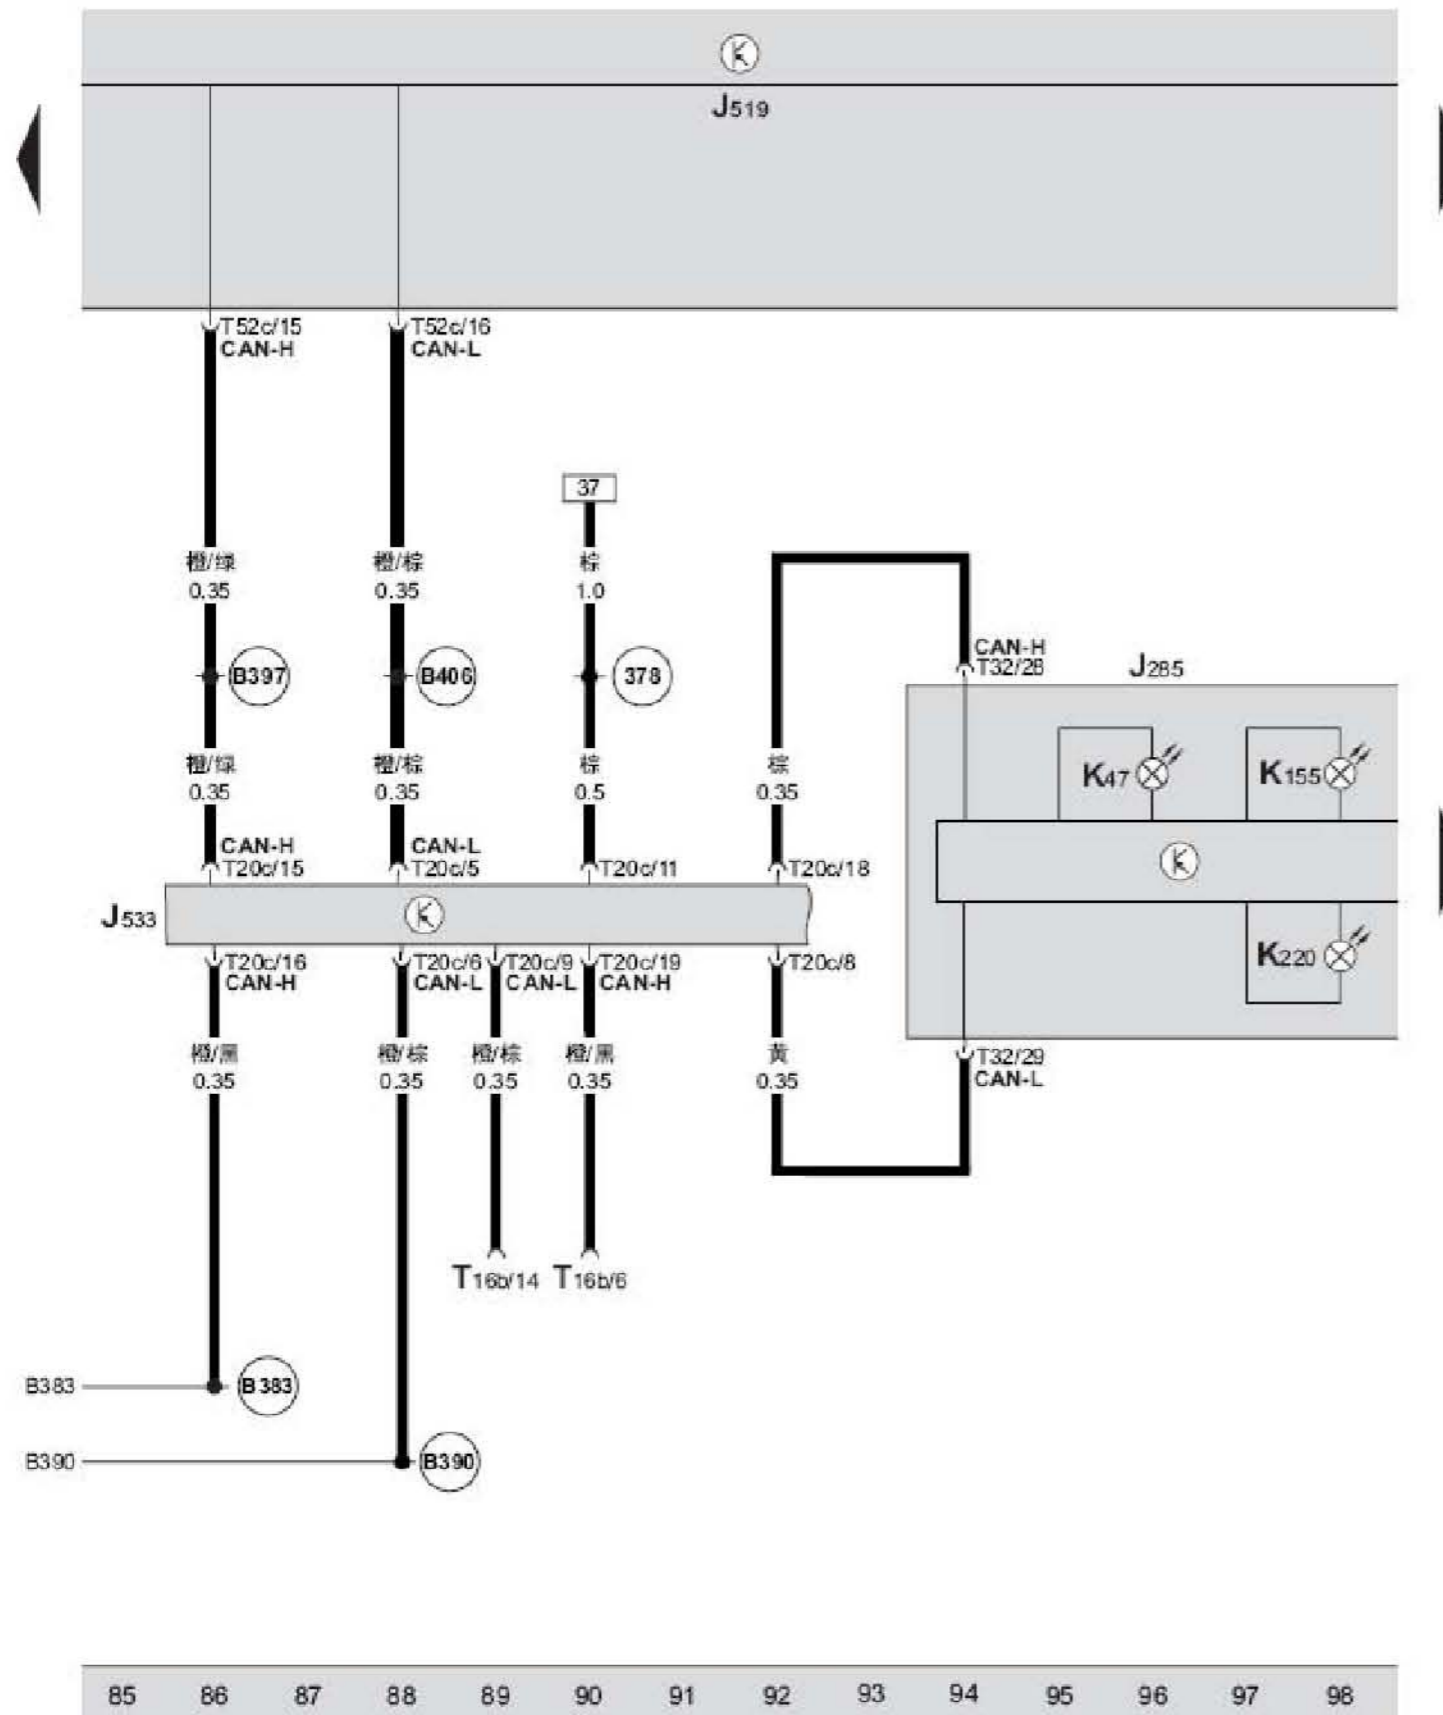 J519
T52c/15
CAN-H
T52c/16
CAN-L
37
橙/绿
0.35
橙/棕
0.35
棕
1.0
B397
B406
378
CAN-H
T32/28
J285
橙/绿
0.35
橙/棕
0.35
棕
0.5
棕
0.35
K47
K155
CAN-H
T20c/15
CAN-L
T20c/5
T20c/11
T20c/18
J533
K220
T20c/16
CAN-H
T20c/6
CAN-L
T20c/9
CAN-L
T20c/19
CAN-H
T20c/8
橙/黑
0.35
橙/棕
0.35
橙/棕
0.35
橙/黑
0.35
黄
0.35
T32/29
CAN-L
T16b/14
T16b/6
B383
B383
B390
B390
85 86 87 88 89 90 91 92 93 94 95 96 97 98